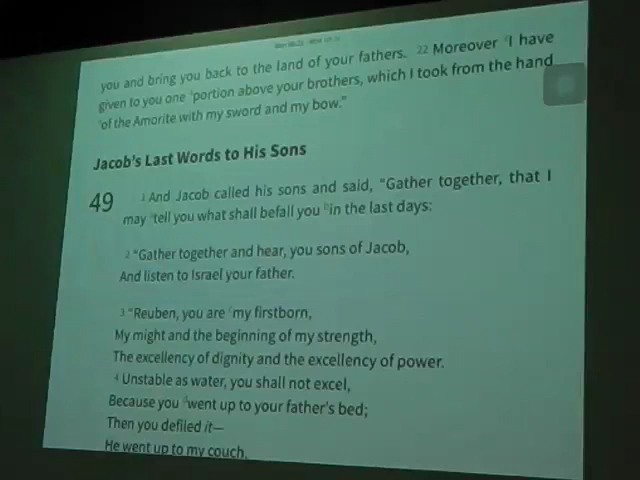 you and bring you back to the land of your fathers. 22 Moreover I have
given to you one portion above your brothers, which I took from the hand
of the Amorite with my sword and my bow."
Jacob's Last Words to His Sons
49 1 And Jacob called his sons and said, "Gather together, that I
may tell you what shall befall you in the last days:
2 "Gather together and hear, you sons of Jacob,
And listen to Israel your father.
3 "Reuben, you are my firstborn,
My might and the beginning of my strength,
The excellency of dignity and the excellency of power.
4 Unstable as water, you shall not excel,
Because you went up to your father's bed;
Then you defiled it—
He went up to my couch.